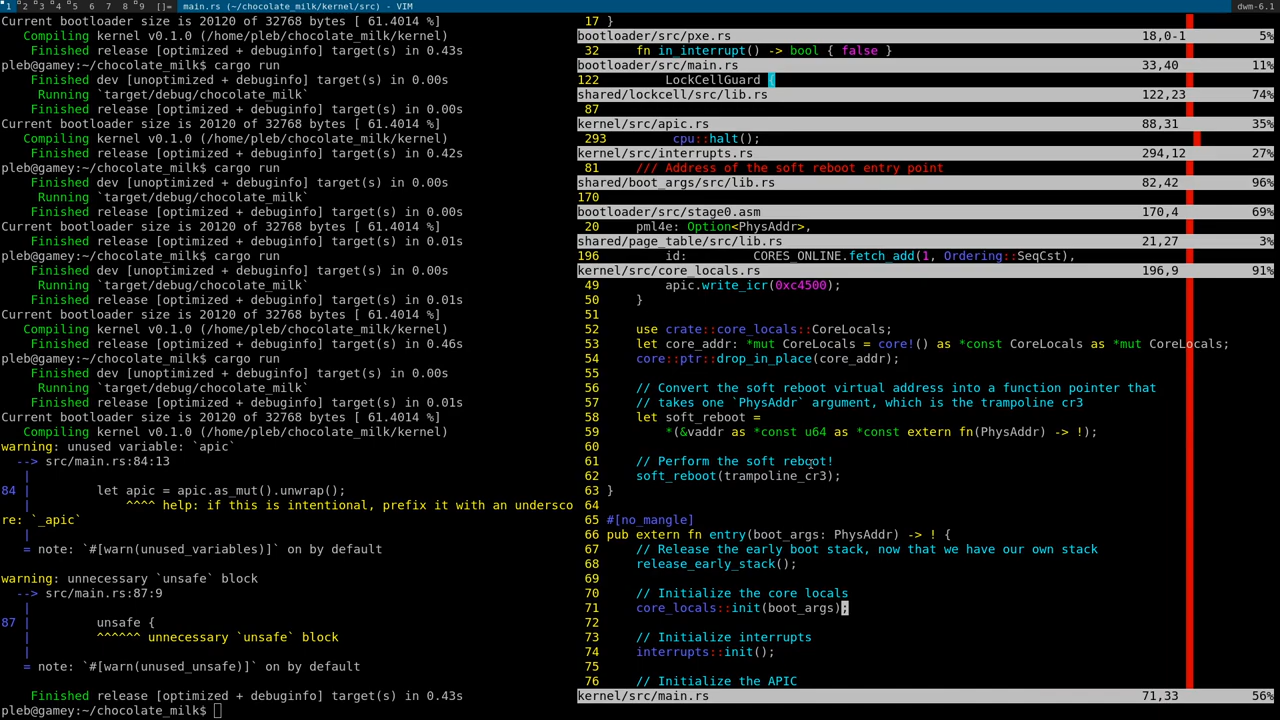 1 2 3 4 5 6 7 8 9 []= main.rs (~/chocolate_milk/kernel/src) - VIM dwm-6.1
Current bootloader size is 20120 of 32768 bytes [ 61.4014 %]
Compiling kernel v0.1.0 (/home/pleb/chocolate_milk/kernel)
Finished release [optimized + debuginfo] target(s) in 0.43s
pleb@gamey:~/chocolate_milk$ cargo run
Finished dev [unoptimized + debuginfo] target(s) in 0.00s
Running `target/debug/chocolate_milk`
Finished release [optimized + debuginfo] target(s) in 0.00s
Current bootloader size is 20120 of 32768 bytes [ 61.4014 %]
Compiling kernel v0.1.0 (/home/pleb/chocolate_milk/kernel)
Finished release [optimized + debuginfo] target(s) in 0.42s
pleb@gamey:~/chocolate_milk$ cargo run
Finished dev [unoptimized + debuginfo] target(s) in 0.00s
Running `target/debug/chocolate_milk`
Finished release [optimized + debuginfo] target(s) in 0.00s
Current bootloader size is 20120 of 32768 bytes [ 61.4014 %]
Finished release [optimized + debuginfo] target(s) in 0.01s
pleb@gamey:~/chocolate_milk$ cargo run
Finished dev [unoptimized + debuginfo] target(s) in 0.00s
Running `target/debug/chocolate_milk`
Finished release [optimized + debuginfo] target(s) in 0.01s
Current bootloader size is 20120 of 32768 bytes [ 61.4014 %]
Compiling kernel v0.1.0 (/home/pleb/chocolate_milk/kernel)
Finished release [optimized + debuginfo] target(s) in 0.46s
pleb@gamey:~/chocolate_milk$ cargo run
Finished dev [unoptimized + debuginfo] target(s) in 0.00s
Running `target/debug/chocolate_milk`
Finished release [optimized + debuginfo] target(s) in 0.01s
Current bootloader size is 20120 of 32768 bytes [ 61.4014 %]
Compiling kernel v0.1.0 (/home/pleb/chocolate_milk/kernel)
warning: unused variable: `apic`
--> src/main.rs:84:13
|
84 | let apic = apic.as_mut().unwrap();
| ^^^^ help: if this is intentional, prefix it with an undersco
re: `_apic`
|
= note: `#[warn(unused_variables)]` on by default
warning: unnecessary `unsafe` block
--> src/main.rs:87:9
|
87 | unsafe {
| ^^^^^^ unnecessary `unsafe` block
|
= note: `#[warn(unused_unsafe)]` on by default
Finished release [optimized + debuginfo] target(s) in 0.43s
pleb@gamey:~/chocolate_milk$
17 }
bootloader/src/pxe.rs 18,0-1 5%
32 fn in_interrupt() -> bool { false }
bootloader/src/main.rs 33,40 11%
122 LockCellGuard {
shared/lockcell/src/lib.rs 122,23 74%
87
kernel/src/apic.rs 88,31 35%
293 cpu::halt();
kernel/src/interrupts.rs 294,12 27%
81 /// Address of the soft reboot entry point
shared/boot_args/src/lib.rs 82,42 96%
170
bootloader/src/stage0.asm 170,4 69%
20 pml4e: Option<PhysAddr>,
shared/page_table/src/lib.rs 21,27 3%
196 id: CORES_ONLINE.fetch_add(1, Ordering::SeqCst),
kernel/src/core_locals.rs 196,9 91%
49 apic.write_icr(0xc4500);
50 }
51
52 use crate::core_locals::CoreLocals;
53 let core_addr: *mut CoreLocals = core!() as *const CoreLocals as *mut CoreLocals;
54 core::ptr::drop_in_place(core_addr);
55
56 // Convert the soft reboot virtual address into a function pointer that
57 // takes one `PhysAddr` argument, which is the trampoline cr3
58 let soft_reboot =
59 *(&vaddr as *const u64 as *const extern fn(PhysAddr) -> !);
60
61 // Perform the soft reboot!
62 soft_reboot(trampoline_cr3);
63 }
64
65 #[no_mangle]
66 pub extern fn entry(boot_args: PhysAddr) -> ! {
67 // Release the early boot stack, now that we have our own stack
68 release_early_stack();
69
70 // Initialize the core locals
71 core_locals::init(boot_args);
72
73 // Initialize interrupts
74 interrupts::init();
75
76 // Initialize the APIC
kernel/src/main.rs 71,33 56%